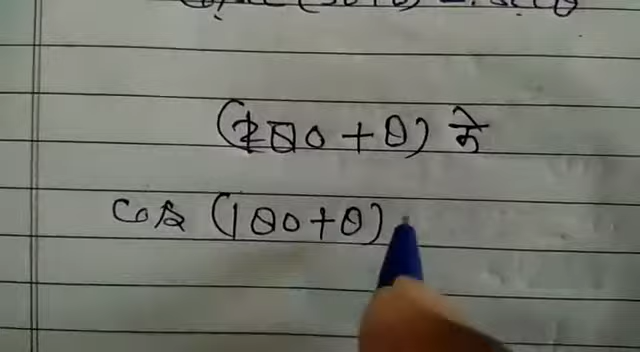 (180 + θ) में
cos (180 + θ)